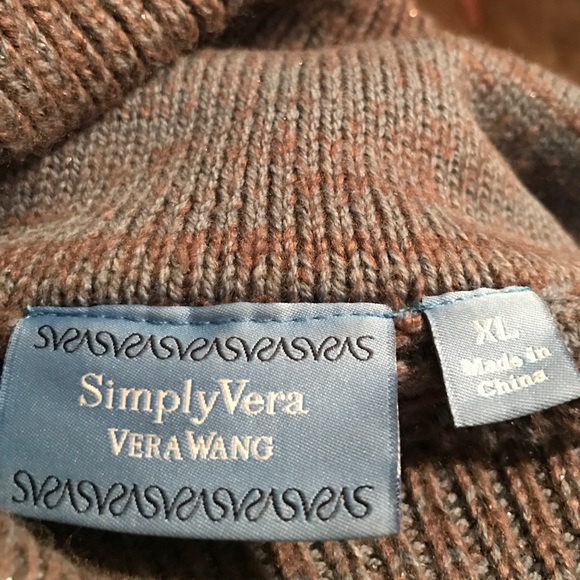 SimplyVera
VERA WANG
XL
Made in
China